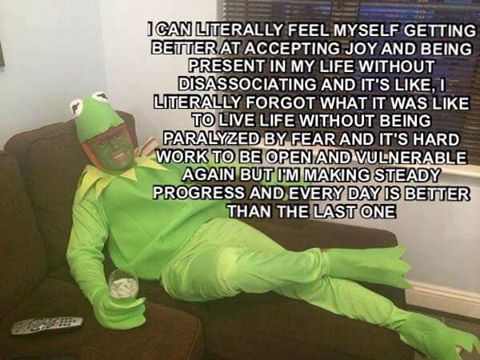 I CAN LITERALLY FEEL MYSELF GETTING
BETTER AT ACCEPTING JOY AND BEING
PRESENT IN MY LIFE WITHOUT
DISASSOCIATING AND IT'S LIKE, I
LITERALLY FORGOT WHAT IT WAS LIKE
TO LIVE LIFE WITHOUT BEING
PARALYZED BY FEAR AND IT'S HARD
WORK TO BE OPEN AND VULNERABLE
AGAIN BUT I'M MAKING STEADY
PROGRESS AND EVERY DAY IS BETTER
THAN THE LAST ONE